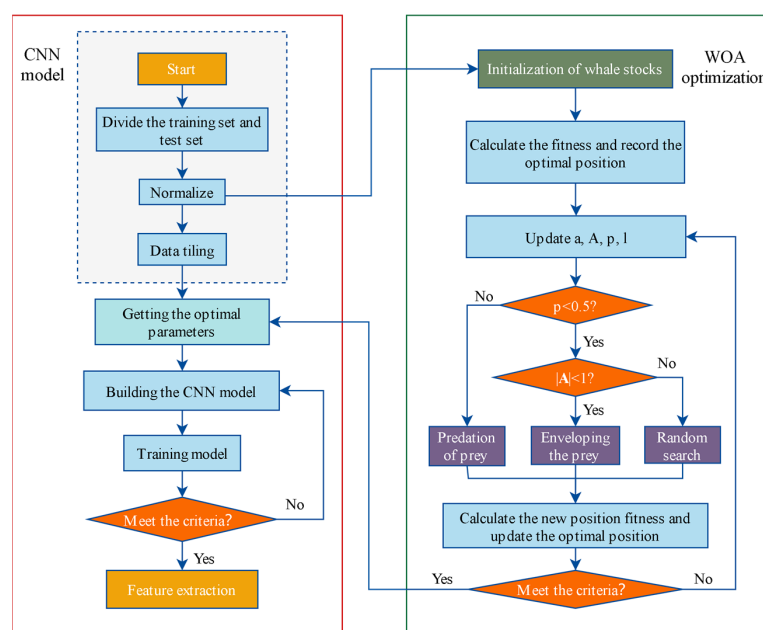 CNN
model
Start
Divide the training set and
test set
Normalize
Data tiling
Getting the optimal
parameters
Building the CNN model
Training model
Meet the criteria?
No
Yes
Feature extraction
WOA
optimization
Initialization of whale stocks
Calculate the fitness and record the
optimal position
Update a, A, p, l
No
p<0.5?
Yes
|A|<1?
No
Yes
Predation
of prey
Enveloping
the prey
Random
search
Calculate the new position fitness and
update the optimal position
Yes
Meet the criteria?
No